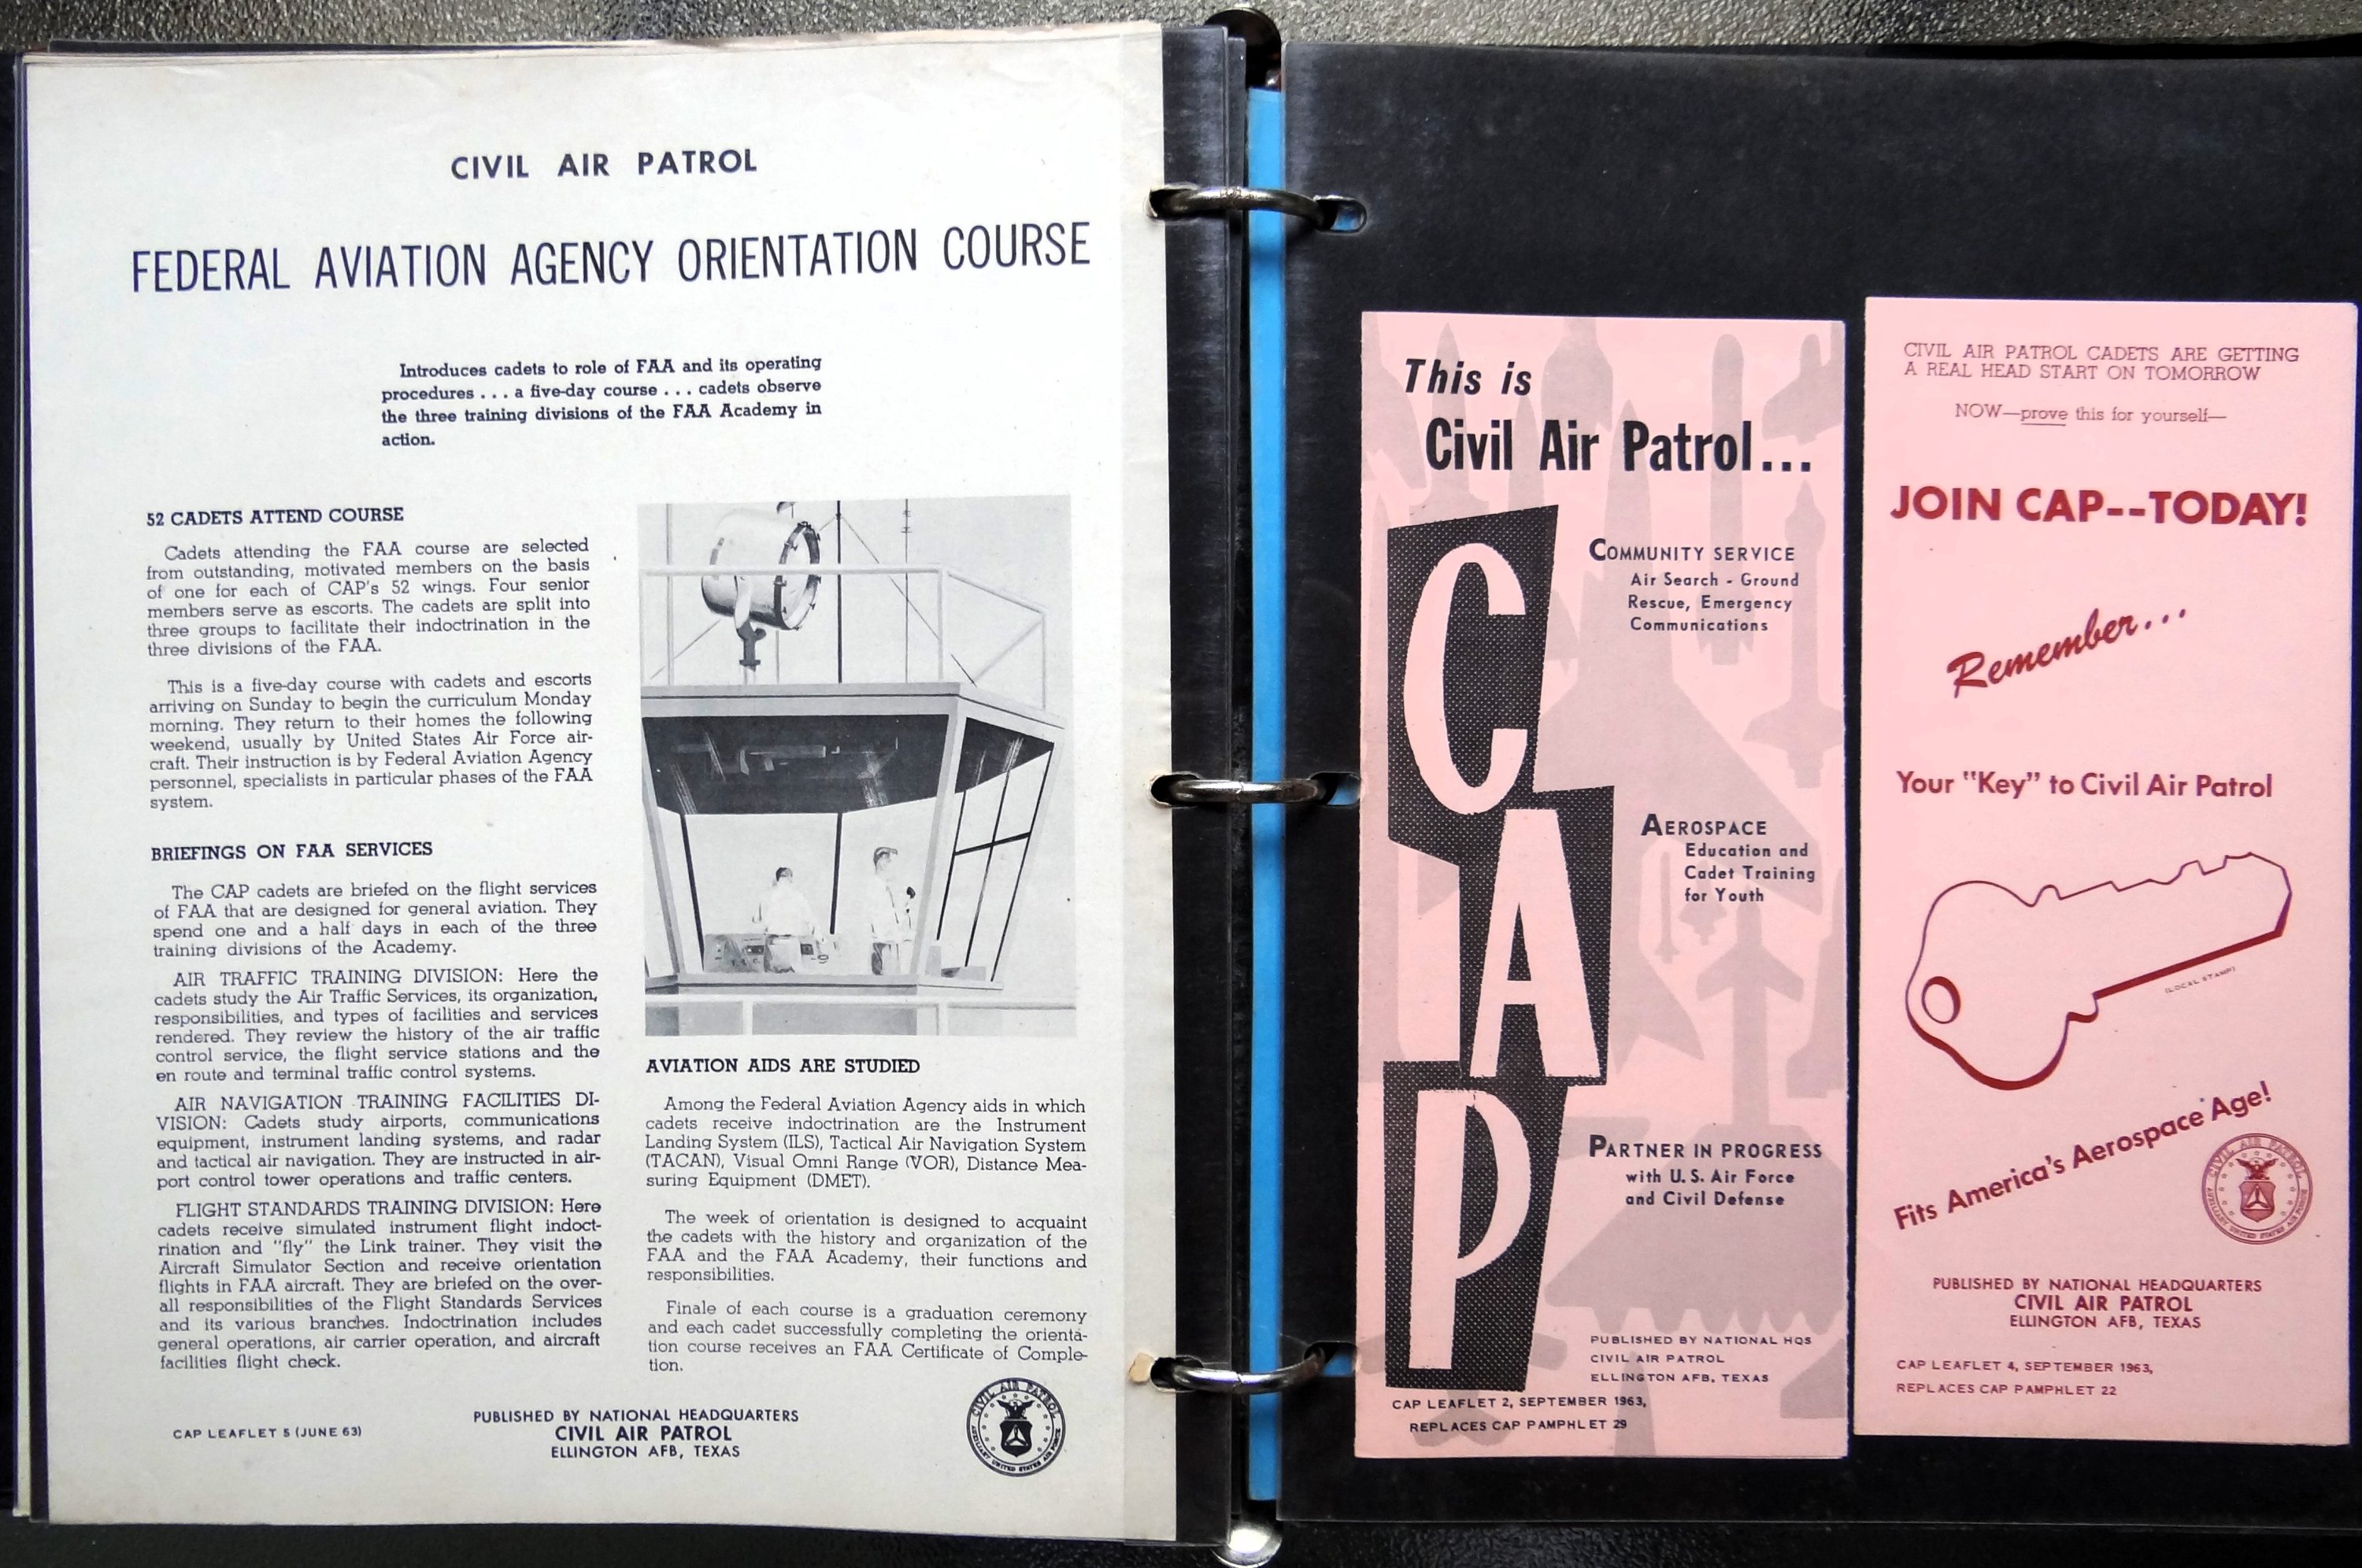 CIVIL AIR PATROL
FEDERAL AVIATION AGENCY ORIENTATION COURSE
Introduces cadets to role of FAA and its operating
procedures . . . a five-day course . . . cadets observe
the three training divisions of the FAA Academy in
action.
52 CADETS ATTEND COURSE
Cadets attending the FAA course are selected
from outstanding, motivated members on the basis
of one for each of CAP's 52 wings. Four senior
members serve as escorts. The cadets are split into
three groups to facilitate their indoctrination in the
three divisions of the FAA.
This is a five-day course with cadets and escorts
arriving on Sunday to begin the curriculum Monday
morning. They return to their homes the following
weekend, usually by United States Air Force air-
craft. Their instruction is by Federal Aviation Agency
personnel, specialists in particular phases of the FAA
system.
BRIEFINGS ON FAA SERVICES
The CAP cadets are briefed on the flight services
of FAA that are designed for general aviation. They
spend one and a half days in each of the three
training divisions of the Academy.
AIR TRAFFIC TRAINING DIVISION: Here the
cadets study the Air Traffic Services, its organization,
responsibilities, and types of facilities and services
rendered. They review the history of the air traffic
control service, the flight service stations and the
en route and terminal traffic control systems.
AIR NAVIGATION TRAINING FACILITIES DI-
VISION: Cadets study airports, communications
equipment, instrument landing systems, and radar
and tactical air navigation. They are instructed in air-
port control tower operations and traffic centers.
FLIGHT STANDARDS TRAINING DIVISION: Here
cadets receive simulated instrument flight indoct-
rination and "fly" the Link trainer. They visit the
Aircraft Simulator Section and receive orientation
flights in FAA aircraft. They are briefed on the over-
all responsibilities of the Flight Standards Services
and its various branches. Indoctrination includes
general operations, air carrier operation, and aircraft
facilities flight check.
AVIATION AIDS ARE STUDIED
Among the Federal Aviation Agency aids in which
cadets receive indoctrination are the Instrument
Landing System (ILS), Tactical Air Navigation System
(TACAN), Visual Omni Range (VOR), Distance Mea-
suring Equipment (DMET).
The week of orientation is designed to acquaint
the cadets with the history and organization of the
FAA and the FAA Academy, their functions and
responsibilities.
Finale of each course is a graduation ceremony
and each cadet successfully completing the orienta-
tion course receives an FAA Certificate of Comple-
tion.
CAP LEAFLET 5 (JUNE 63)
PUBLISHED BY NATIONAL HEADQUARTERS
CIVIL AIR PATROL
ELLINGTON AFB, TEXAS
CIVIL AIR PATROL
AUXILIARY UNITED STATES AIR FORCE
This is
Civil Air Patrol...
CAP
COMMUNITY SERVICE
Air Search - Ground
Rescue, Emergency
Communications
AEROSPACE
Education and
Cadet Training
for Youth
PARTNER IN PROGRESS
with U.S. Air Force
and Civil Defense
PUBLISHED BY NATIONAL HQS
CIVIL AIR PATROL
ELLINGTON AFB, TEXAS
CAP LEAFLET 2, SEPTEMBER 1963,
REPLACES CAP PAMPHLET 29
CIVIL AIR PATROL CADETS ARE GETTING
A REAL HEAD START ON TOMORROW
NOW—prove this for yourself—
JOIN CAP--TODAY!
Remember...
Your "Key" to Civil Air Patrol
(LOCAL STAMP)
Fits America's Aerospace Age!
CIVIL AIR PATROL
AUXILIARY UNITED STATES AIR FORCE
PUBLISHED BY NATIONAL HEADQUARTERS
CIVIL AIR PATROL
ELLINGTON AFB, TEXAS
CAP LEAFLET 4, SEPTEMBER 1963,
REPLACES CAP PAMPHLET 22